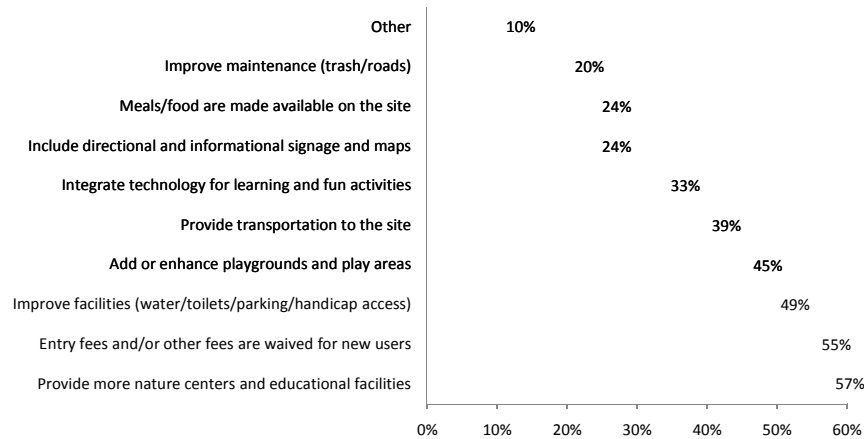 Other 10%
Improve maintenance (trash/roads) 20%
Meals/food are made available on the site 24%
Include directional and informational signage and maps 24%
Integrate technology for learning and fun activities 33%
Provide transportation to the site 39%
Add or enhance playgrounds and play areas 45%
Improve facilities (water/toilets/parking/handicap access) 49%
Entry fees and/or other fees are waived for new users 55%
Provide more nature centers and educational facilities 57%
0% 10% 20% 30% 40% 50% 60%